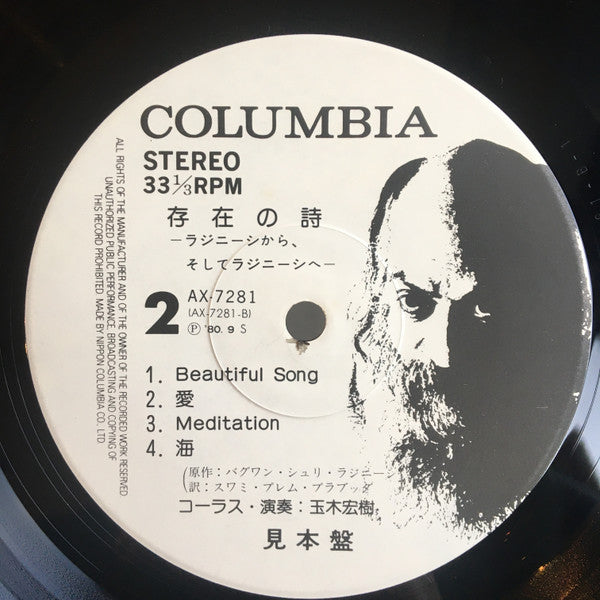 COLUMBIA
STEREO
33 1/3 RPM
存在の詩
―ラジニーシから、
そしてラジニーシへ―
2
AX-7281
(AX-7281-B)
Ⓟ '80. 9 S
1. Beautiful Song
2. 愛
3. Meditation
4. 海
(原作:バグワン・シュリ・ラジニー
訳:スワミ・プレム・プラブッダ
コーラス・演奏:玉木宏樹
見本盤
ALL RIGHTS OF THE MANUFACTURER AND OF THE OWNER OF THE RECORDED WORK RESERVED
UNAUTHORIZED PUBLIC PERFORMANCE BROADCASTING AND COPYING OF
THIS RECORD PROHIBITED MADE BY NIPPON COLUMBIA CO. LTD